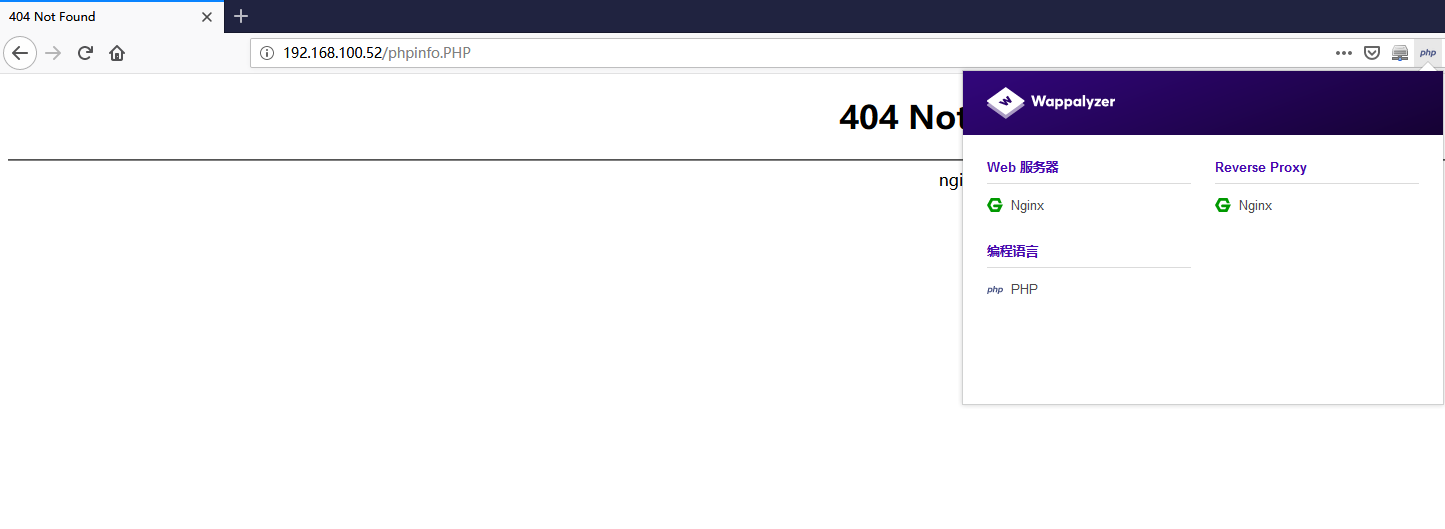 404 Not Found
192.168.100.52/phpinfo.PHP
php
Wappalyzer
404 Not
ngi
Web 服务器
Reverse Proxy
Nginx
Nginx
编程语言
php PHP